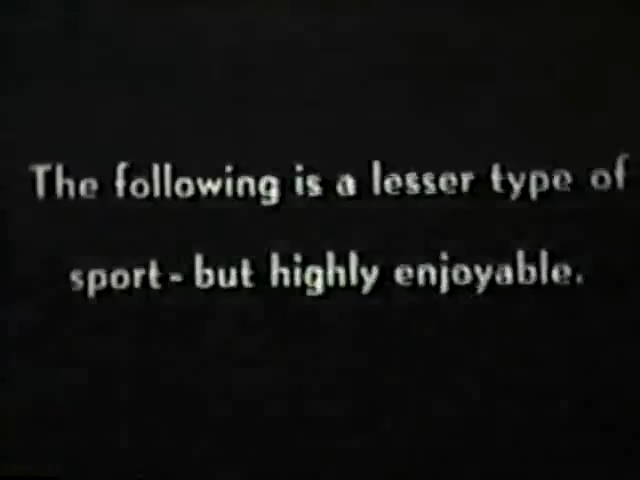 The following is a lesser type of
sport - but highly enjoyable.